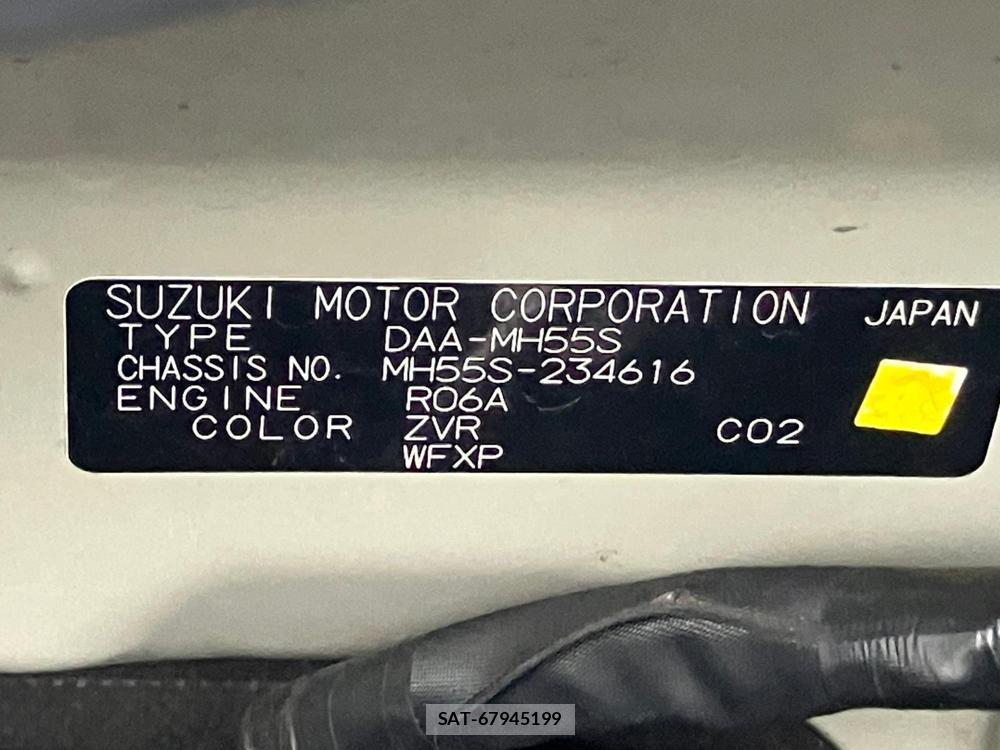 SUZUKI MOTOR CORPORATION JAPAN
TYPE DAA-MH55S
CHASSIS NO. MH55S-234616
ENGINE R06A
COLOR ZVR C02
WFXP
SAT-67945199